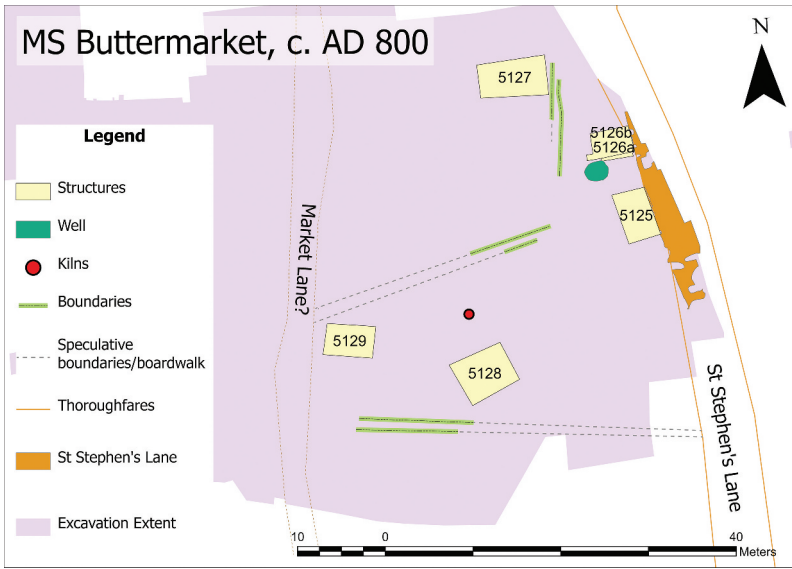 MS Buttermarket, c. AD 800
N
Legend
Structures
Well
Kilns
Boundaries
Speculative
boundaries/boardwalk
Thoroughfares
St Stephen's Lane
Excavation Extent
5127
5126b
5126a
5125
Market Lane?
5129
5128
St Stephen's Lane
10 0 40
Meters